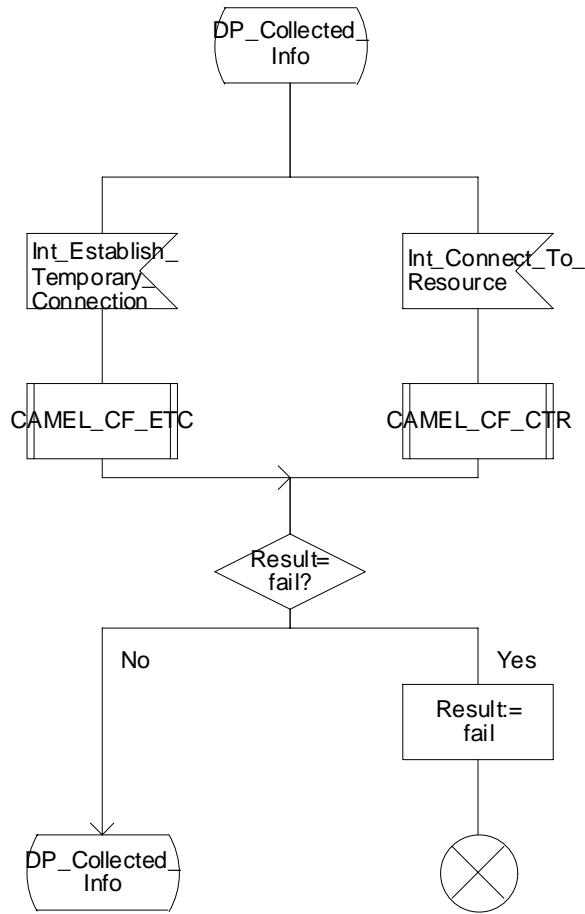 DP_Collected_
Info
Int_Establish_
Temporary_
Connection
Int_Connect_To_
Resource
CAMEL_CF_ETC
CAMEL_CF_CTR
Result=
fail?
No
Yes
Result:=
fail
DP_Collected_
Info